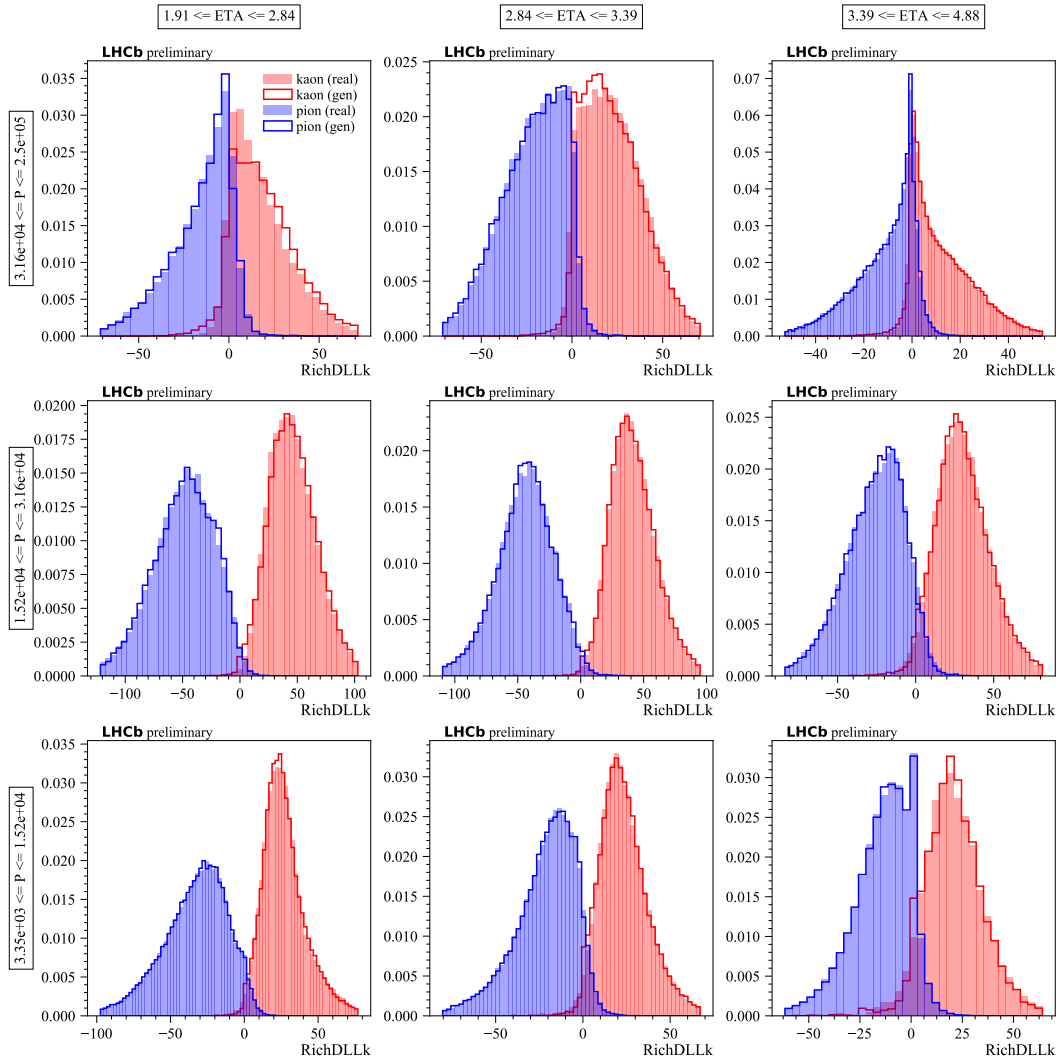 1.91 <= ETA <= 2.84
2.84 <= ETA <= 3.39
3.39 <= ETA <= 4.88
3.16e+04 <= P <= 2.5e+05
LHCb preliminary
kaon (real)
kaon (gen)
pion (real)
pion (gen)
0.035
0.030
0.025
0.020
0.015
0.010
0.005
0.000
−50 0 50
RichDLLk
LHCb preliminary
0.025
0.020
0.015
0.010
0.005
0.000
−50 0 50
RichDLLk
LHCb preliminary
0.07
0.06
0.05
0.04
0.03
0.02
0.01
0.00
−40 −20 0 20 40
RichDLLk
1.52e+04 <= P <= 3.16e+04
LHCb preliminary
0.0200
0.0175
0.0150
0.0125
0.0100
0.0075
0.0050
0.0025
0.0000
−100 −50 0 50 100
RichDLLk
LHCb preliminary
0.020
0.015
0.010
0.005
0.000
−100 −50 0 50 100
RichDLLk
LHCb preliminary
0.025
0.020
0.015
0.010
0.005
0.000
−50 0 50
RichDLLk
3.35e+03 <= P <= 1.52e+04
LHCb preliminary
0.035
0.030
0.025
0.020
0.015
0.010
0.005
0.000
−100 −50 0 50
RichDLLk
LHCb preliminary
0.030
0.025
0.020
0.015
0.010
0.005
0.000
−50 0 50
RichDLLk
LHCb preliminary
0.030
0.025
0.020
0.015
0.010
0.005
0.000
−50 −25 0 25 50
RichDLLk